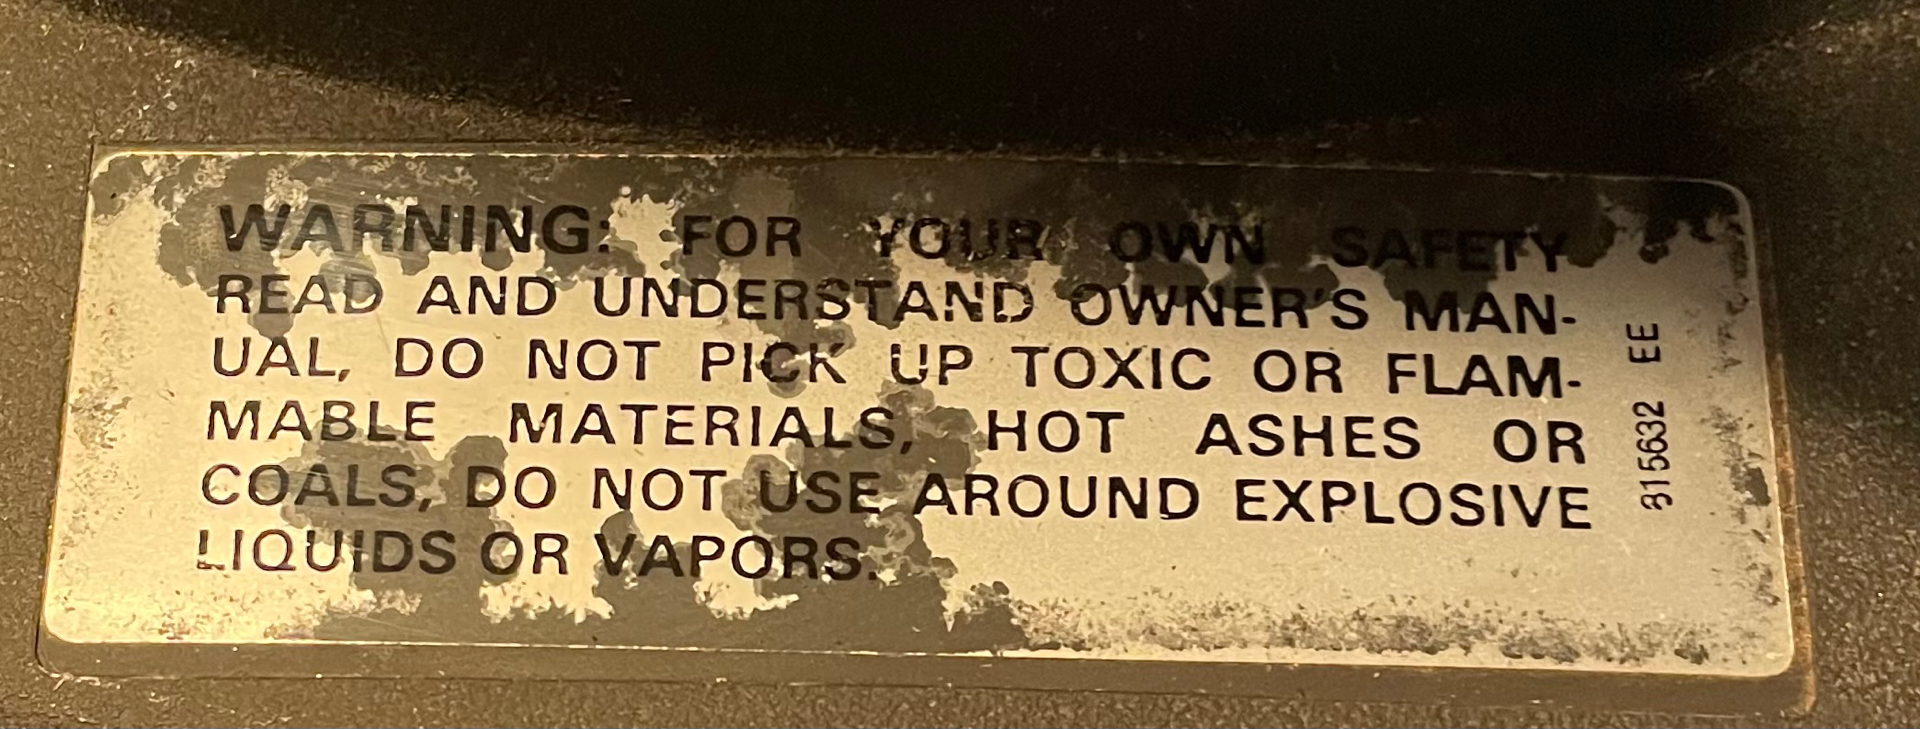 WARNING: FOR YOUR OWN SAFETY
READ AND UNDERSTAND OWNER'S MAN-
UAL, DO NOT PICK UP TOXIC OR FLAM-
MABLE MATERIALS, HOT ASHES OR
COALS, DO NOT USE AROUND EXPLOSIVE
LIQUIDS OR VAPORS.
815632 EE